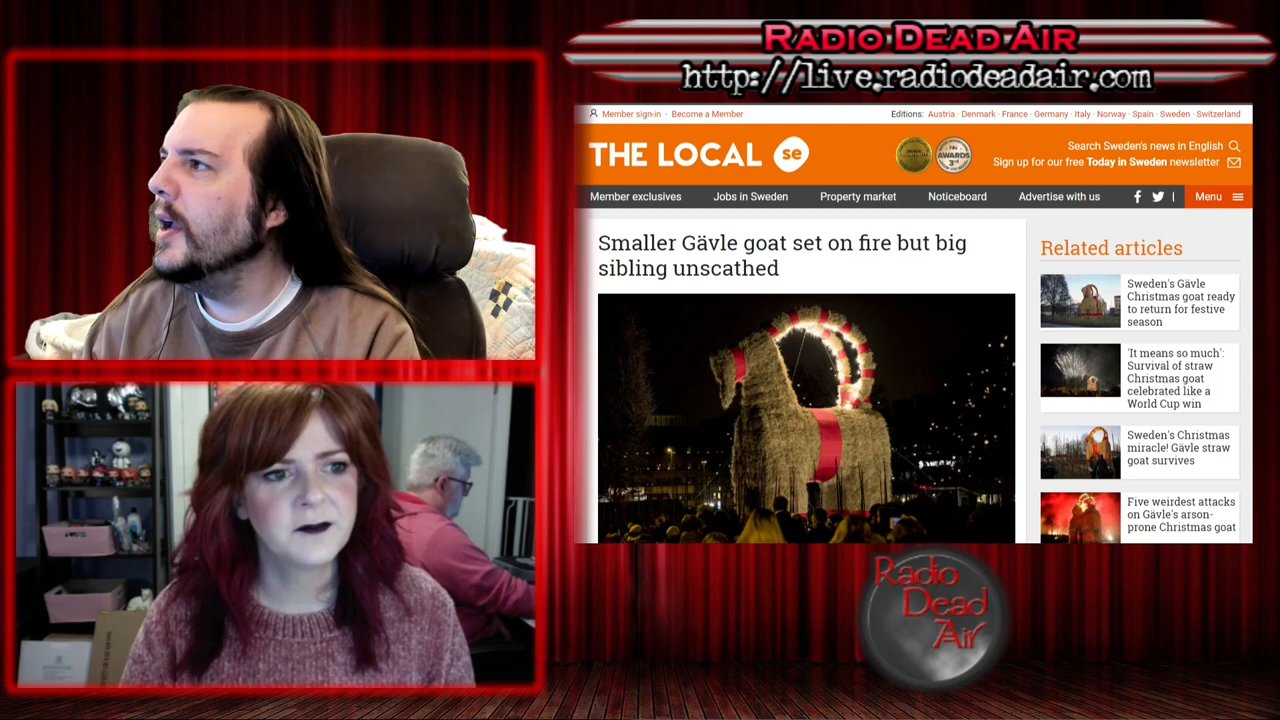 Radio Dead Air
http://live.radiodeadair.com
Member sign-in · Become a Member
Editions: Austria · Denmark · France · Germany · Italy · Norway · Spain · Sweden · Switzerland
THE LOCAL se
AWARDS
3rd
Search Sweden's news in English
Sign up for our free Today in Sweden newsletter
Member exclusives
Jobs in Sweden
Property market
Noticeboard
Advertise with us
Menu
Smaller Gävle goat set on fire but big
sibling unscathed
Related articles
Sweden's Gävle
Christmas goat ready
to return for festive
season
'It means so much':
Survival of straw
Christmas goat
celebrated like a
World Cup win
Sweden's Christmas
miracle! Gävle straw
goat survives
Five weirdest attacks
on Gävle's arson-
prone Christmas goat
Radio
Dead
Air